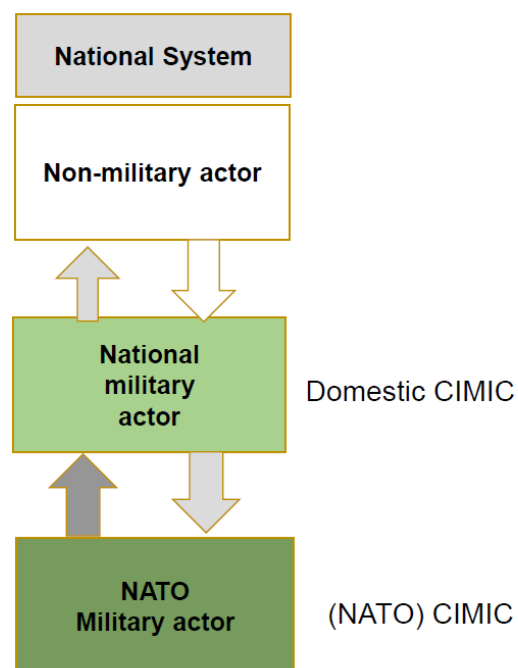 National System
Non-military actor
National
military
actor
Domestic CIMIC
NATO
Military actor
(NATO) CIMIC